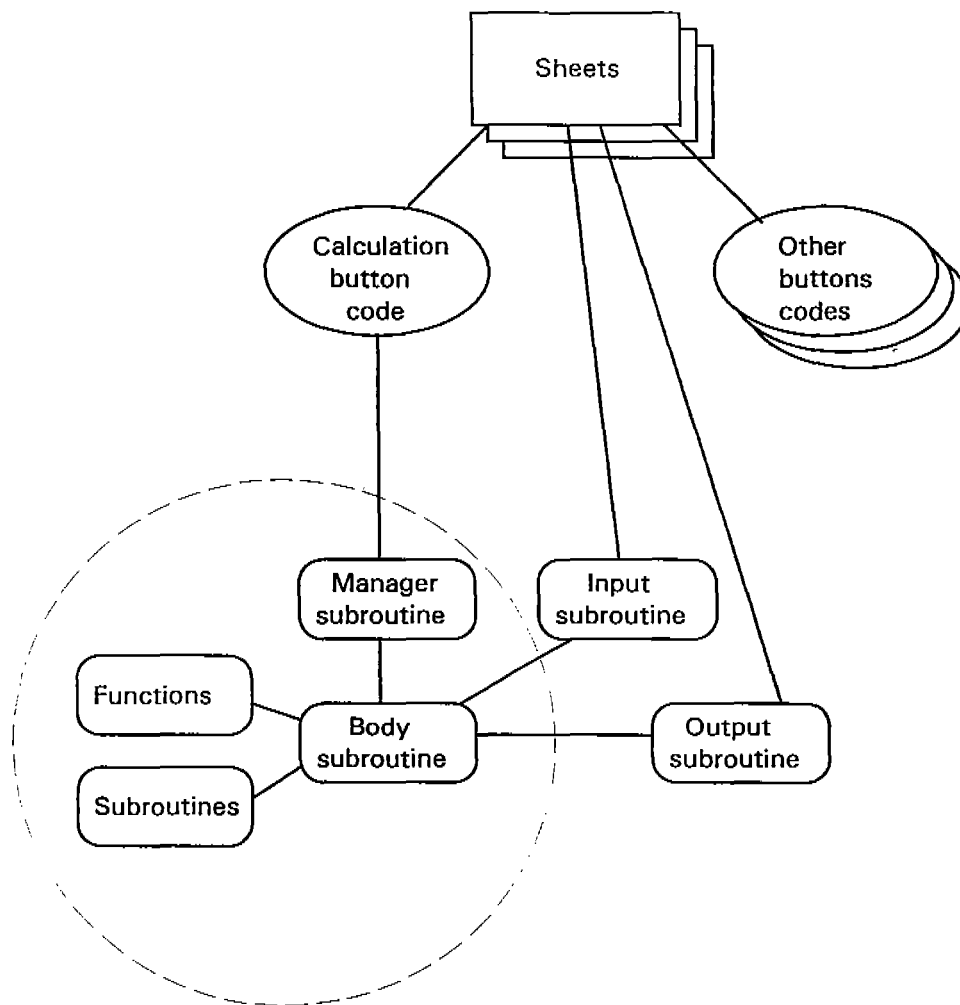 Sheets
Calculation
button
code
Other
buttons
codes
Manager
subroutine
Input
subroutine
Functions
Body
subroutine
Output
subroutine
Subroutines